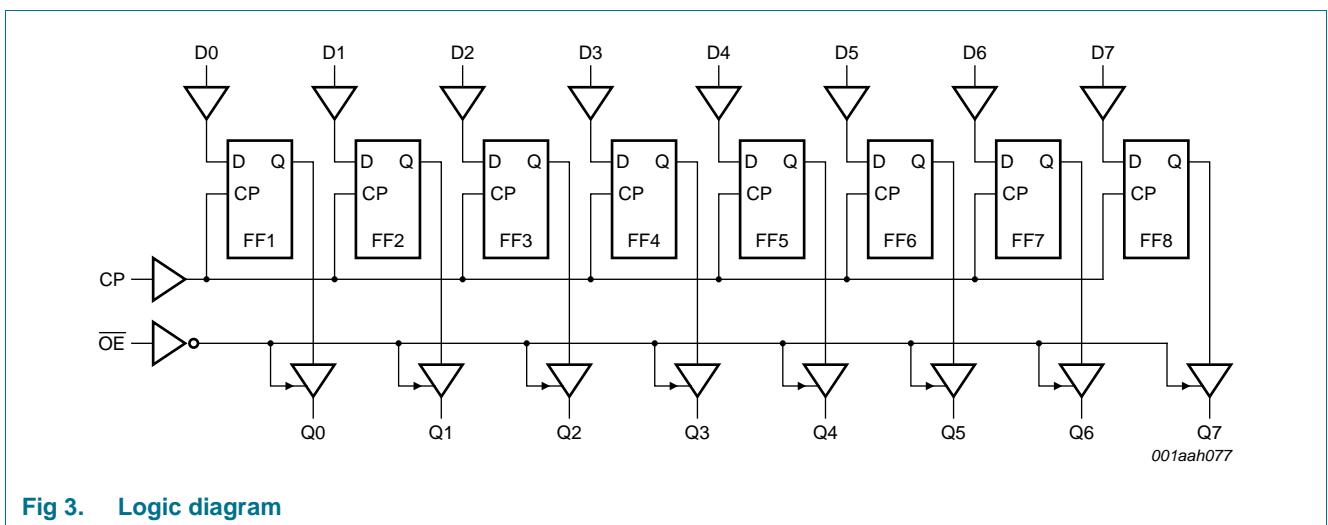 D0 D1 D2 D3 D4 D5 D6 D7
D Q D Q D Q D Q D Q D Q D Q D Q
CP CP CP CP CP CP CP CP
FF1 FF2 FF3 FF4 FF5 FF6 FF7 FF8
CP
O̅E̅
Q0 Q1 Q2 Q3 Q4 Q5 Q6 Q7
001aah077
Fig 3. Logic diagram